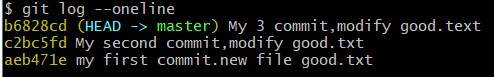 $ git log --oneline
b6828cd (HEAD -> master) My 3 commit,modify good.text
c2bc5fd My second commit,modify good.txt
aeb471e my first commit.new file good.txt